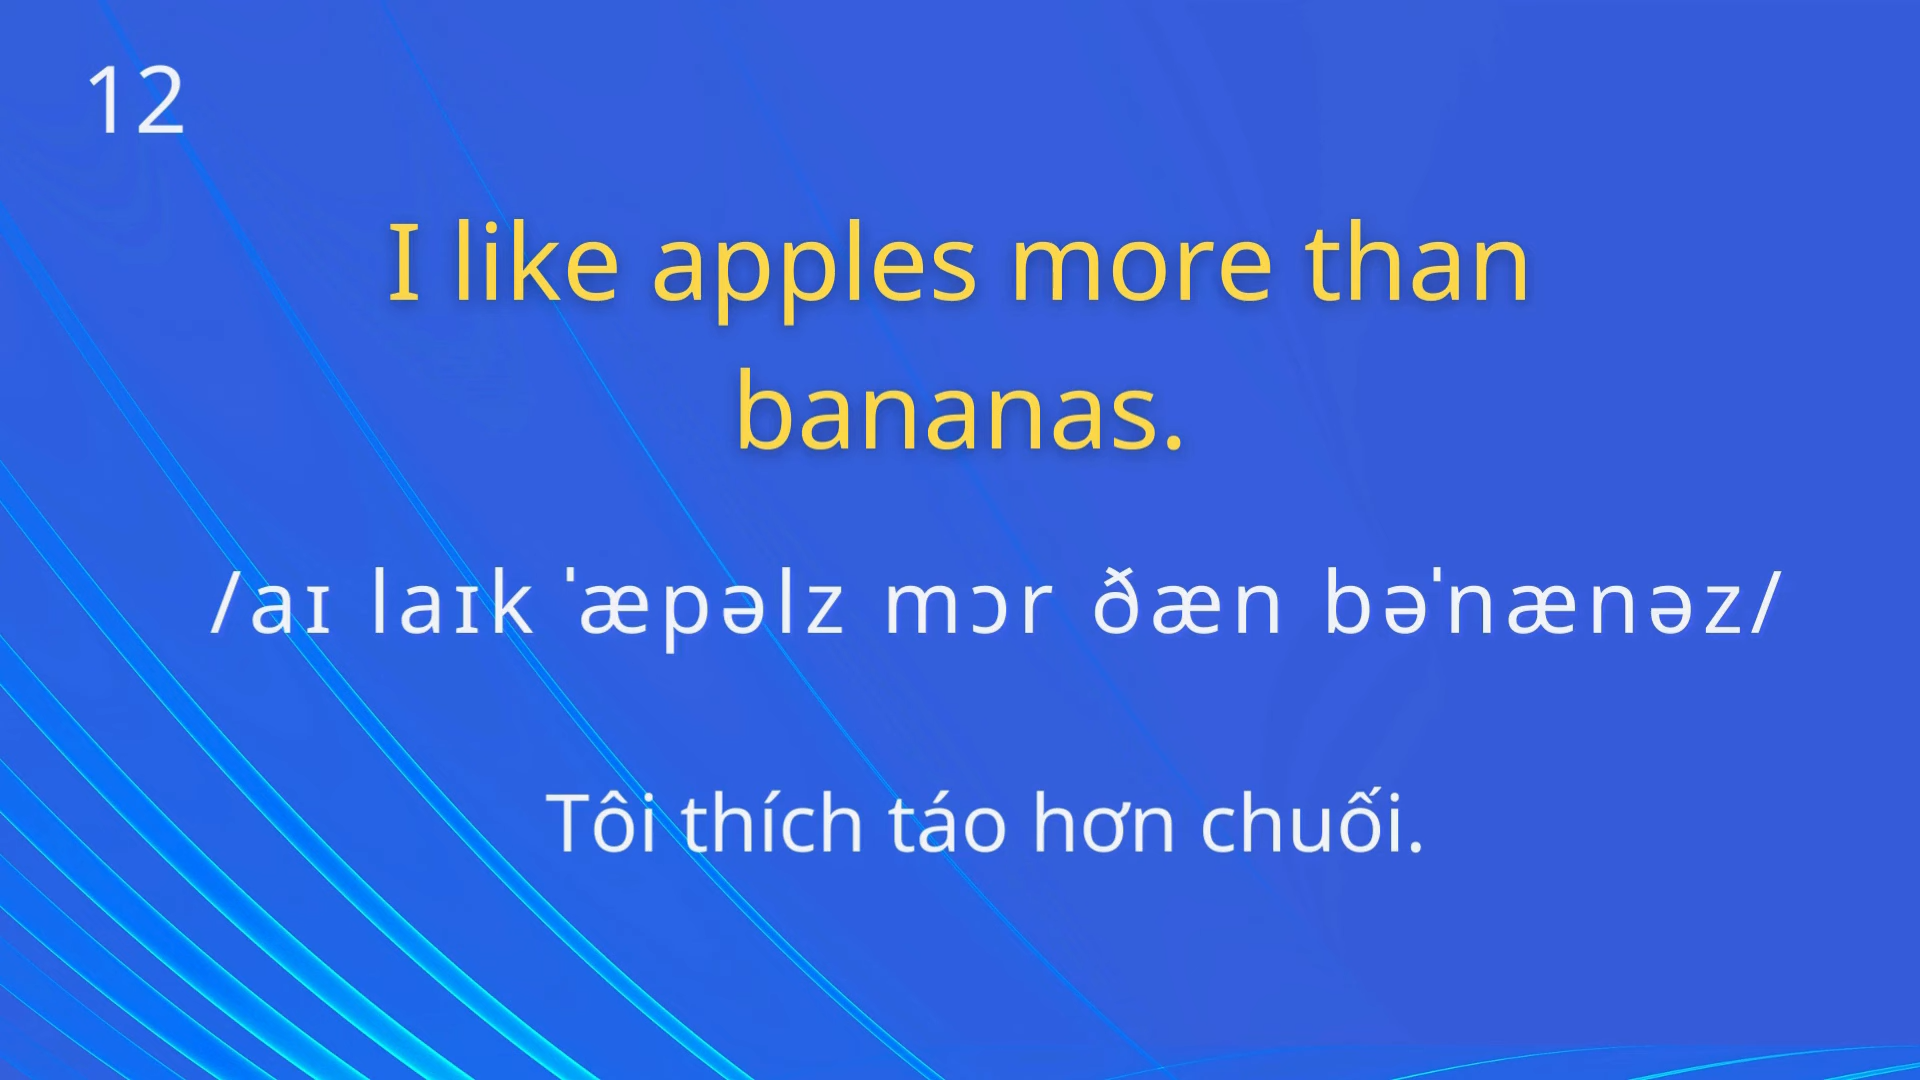 12
I like apples more than
bananas.
/aɪ laɪk ˈæpəlz mɔr ðæn bəˈnænəz/
Tôi thích táo hơn chuối.